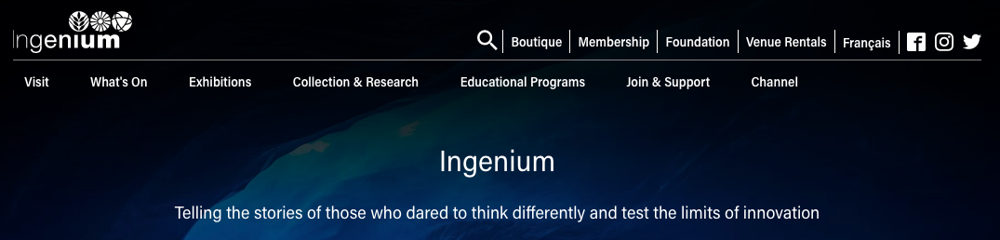 Ingenium
Boutique Membership Foundation Venue Rentals Français
Visit What's On Exhibitions Collection & Research Educational Programs Join & Support Channel
Ingenium
Telling the stories of those who dared to think differently and test the limits of innovation